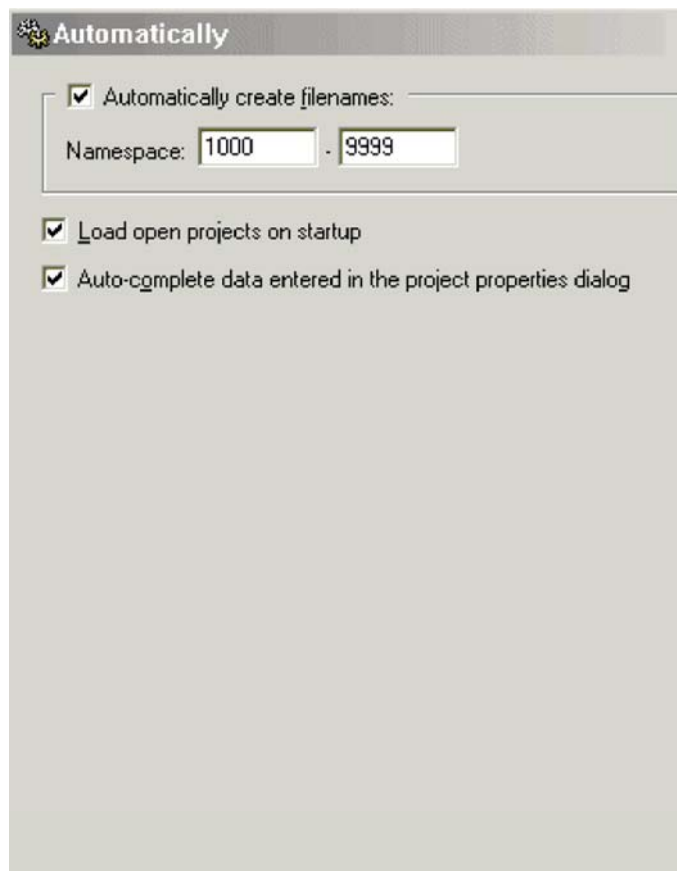 Automatically
Automatically create filenames:
Namespace: 1000 - 9999
Load open projects on startup
Auto-complete data entered in the project properties dialog